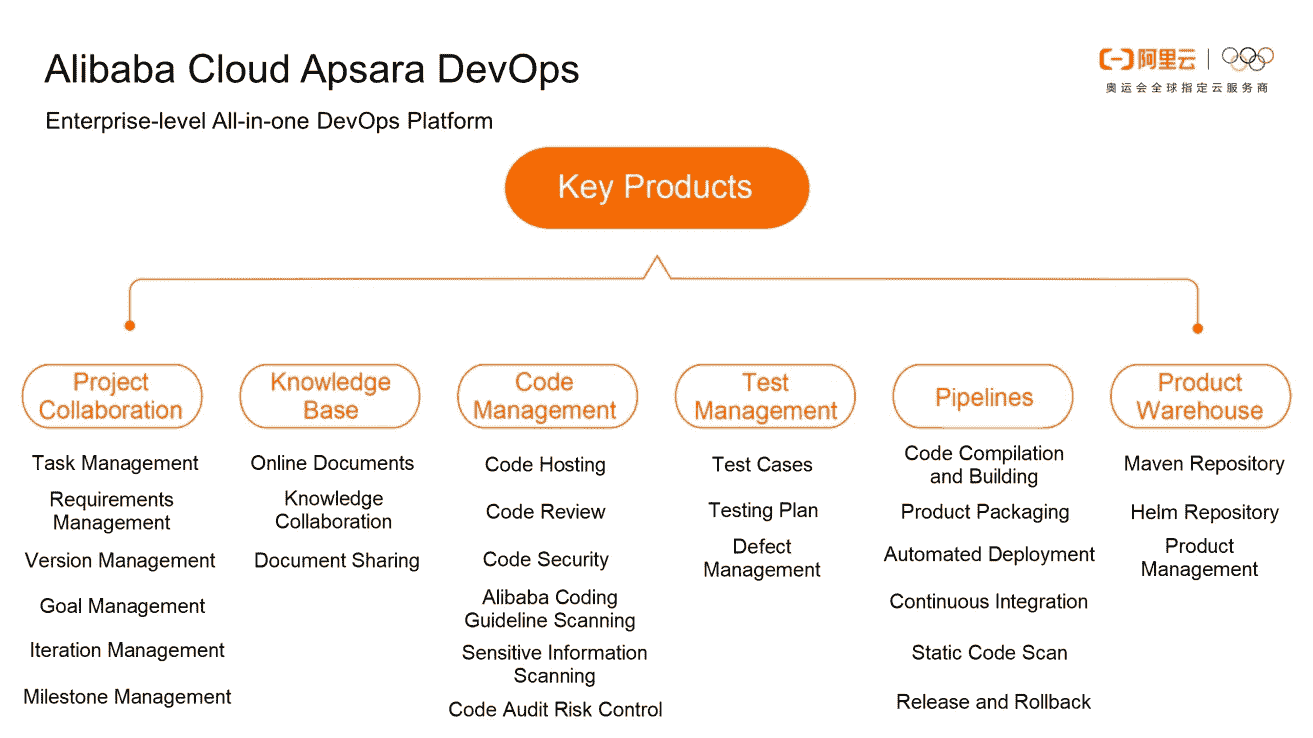 Alibaba Cloud Apsara DevOps
阿里云
奥运会全球指定云服务商
Enterprise-level All-in-one DevOps Platform
Key Products
Project
Collaboration
Task Management
Requirements
Management
Version Management
Goal Management
Iteration Management
Milestone Management
Knowledge
Base
Online Documents
Knowledge
Collaboration
Document Sharing
Code
Management
Code Hosting
Code Review
Code Security
Alibaba Coding
Guideline Scanning
Sensitive Information
Scanning
Code Audit Risk Control
Test
Management
Test Cases
Testing Plan
Defect
Management
Pipelines
Code Compilation
and Building
Product Packaging
Automated Deployment
Continuous Integration
Static Code Scan
Release and Rollback
Product
Warehouse
Maven Repository
Helm Repository
Product
Management